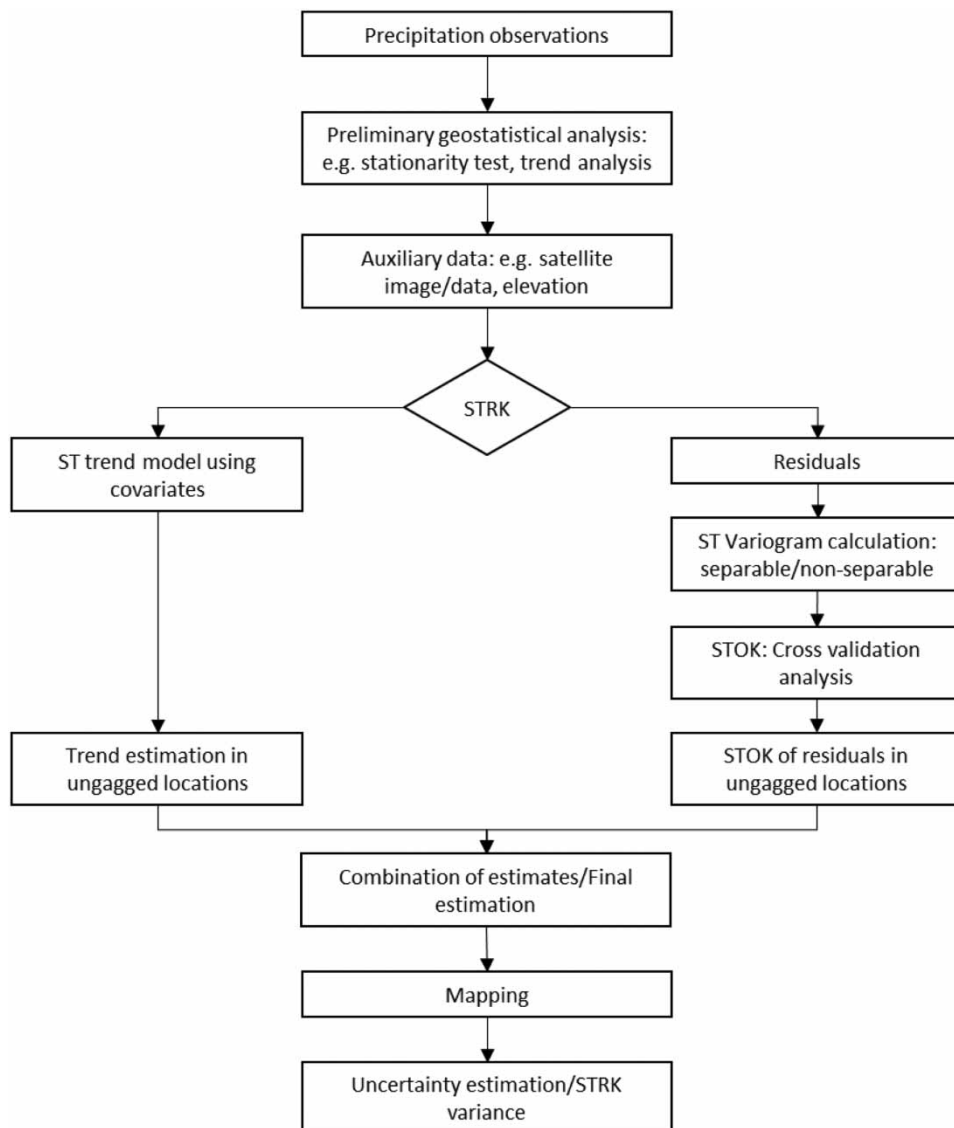 Precipitation observations
Preliminary geostatistical analysis:
e.g. stationarity test, trend analysis
Auxiliary data: e.g. satellite
image/data, elevation
STRK
ST trend model using
covariates
Residuals
ST Variogram calculation:
separable/non-separable
STOK: Cross validation
analysis
Trend estimation in
ungagged locations
STOK of residuals in
ungagged locations
Combination of estimates/Final
estimation
Mapping
Uncertainty estimation/STRK
variance